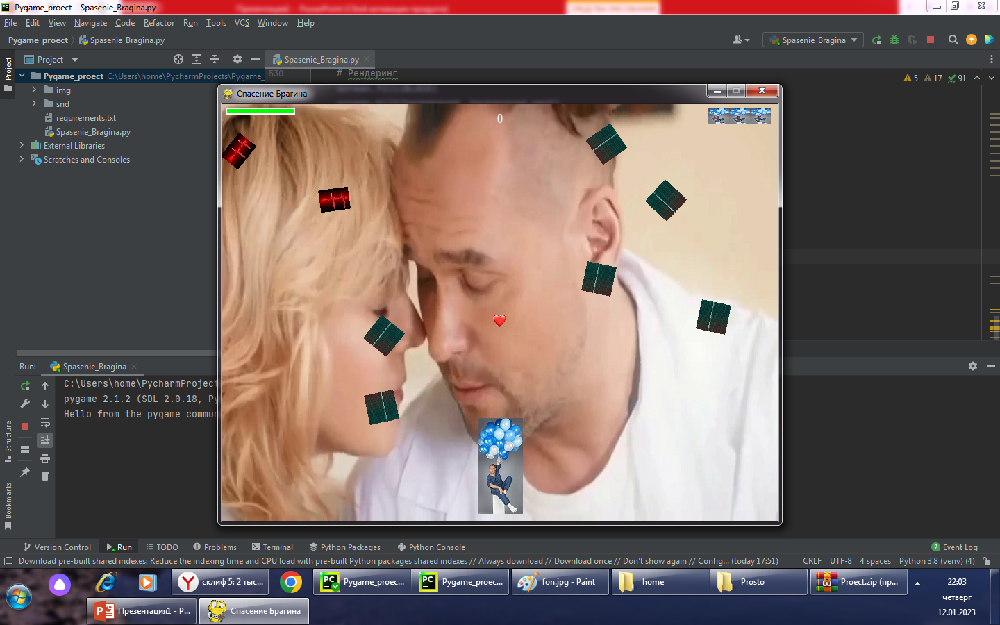 Pygame_proect – Spasenie_Bragina.py
File Edit View Navigate Code Refactor Run Tools VCS Window Help
Pygame_proect Spasenie_Bragina.py
Spasenie_Bragina
Project
Project
Spasenie_Bragina.py
Pygame_proect C:\Users\home\PycharmProjects\Pygame_
img
snd
requirements.txt
Spasenie_Bragina.py
External Libraries
Scratches and Consoles
530 # Рендеринг
5 17 91
Спасение Брагина
0
Run: Spasenie_Bragina
C:\Users\home\PycharmProject
pygame 2.1.2 (SDL 2.0.18, Py
Hello from the pygame commun
Structure
Bookmarks
Version Control Run TODO Problems Terminal Python Packages Python Console
2 Event Log
Download pre-built shared indexes: Reduce the indexing time and CPU load with pre-built Python packages shared indexes // Always download // Download once // Don't show again // Config... (today 17:51)
CRLF UTF-8 4 spaces Python 3.8 (venv) (4)
склиф 5: 2 тыс...
Pygame_proec...
Pygame_proec...
fon.jpg - Paint
home
Prosto
Proect.zip (пр...
22:03
четверг
12.01.2023
Презентация1 - P...
Спасение Брагина